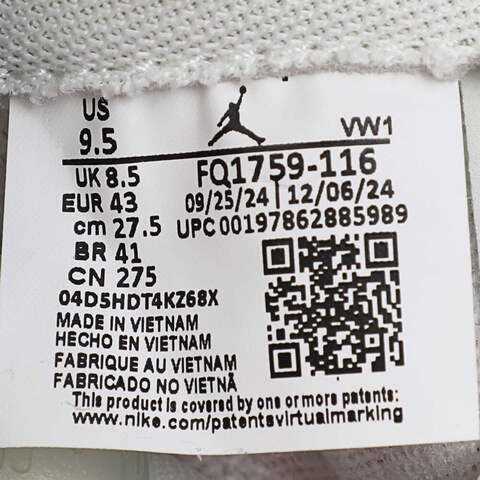 US
9.5
VW1
UK 8.5
FQ1759-116
EUR 43
09/25/24 | 12/06/24
cm 27.5
UPC 00197862885989
BR 41
CN 275
04D5HDT4KZ68X
MADE IN VIETNAM
HECHO EN VIETNAM
FABRIQUE AU VIETNAM
FABRICADO NO VIETNÃ
This product is covered by one or more patents:
www.nike.com/patentsvirtualmarking